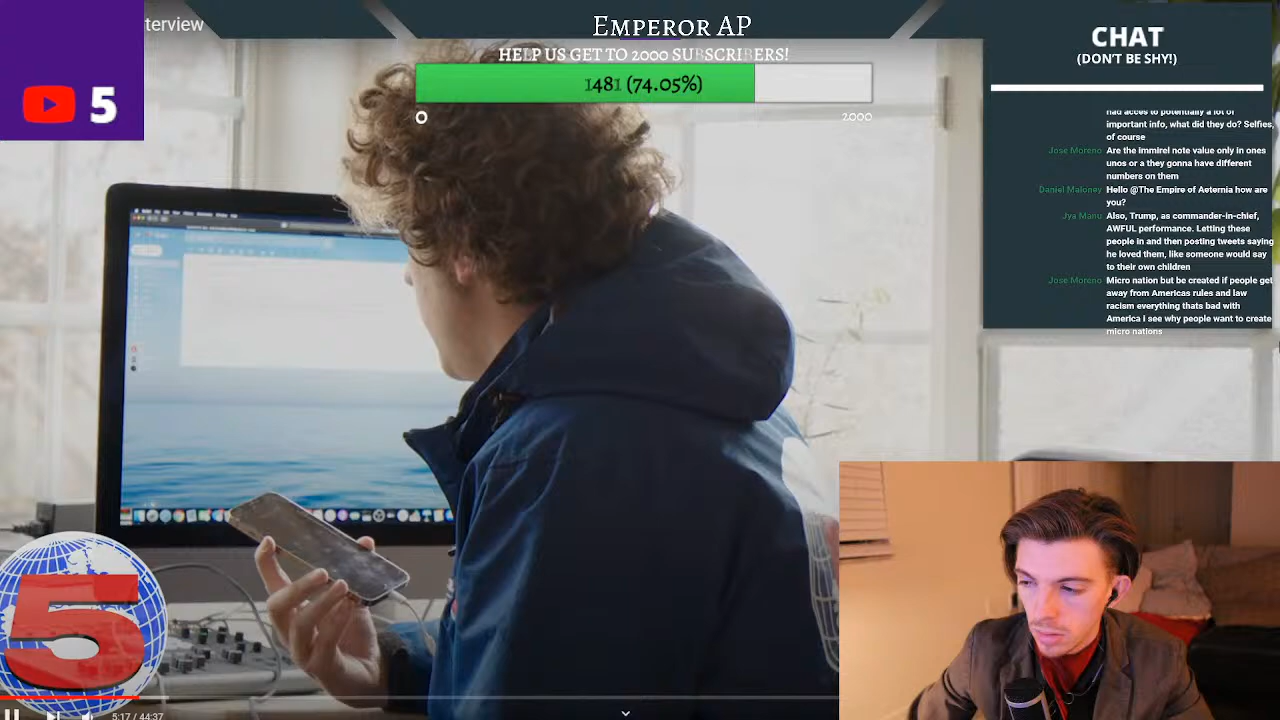 terview
EMPEROR AP
HELP US GET TO 2000 SUBSCRIBERS!
1481 (74.05%)
0
2000
5
CHAT
(DON'T BE SHY!)
had acces to potentially a lot of
important info, what did they do? Selfies,
of course
Jose Moreno Are the immirel note value only in ones
unos or a they gonna have different
numbers on them
Daniel Maloney Hello @The Empire of Aeternia how are
you?
Jya Manu Also, Trump, as commander-in-chief,
AWFUL performance. Letting these
people in and then posting tweets saying
he loved them, like someone would say
to their own children
Jose Moreno Micro nation but be created if people get
away from Americas rules and law
racism everything thats bad with
America I see why people want to create
micro nations
5
5:17 / 44:37